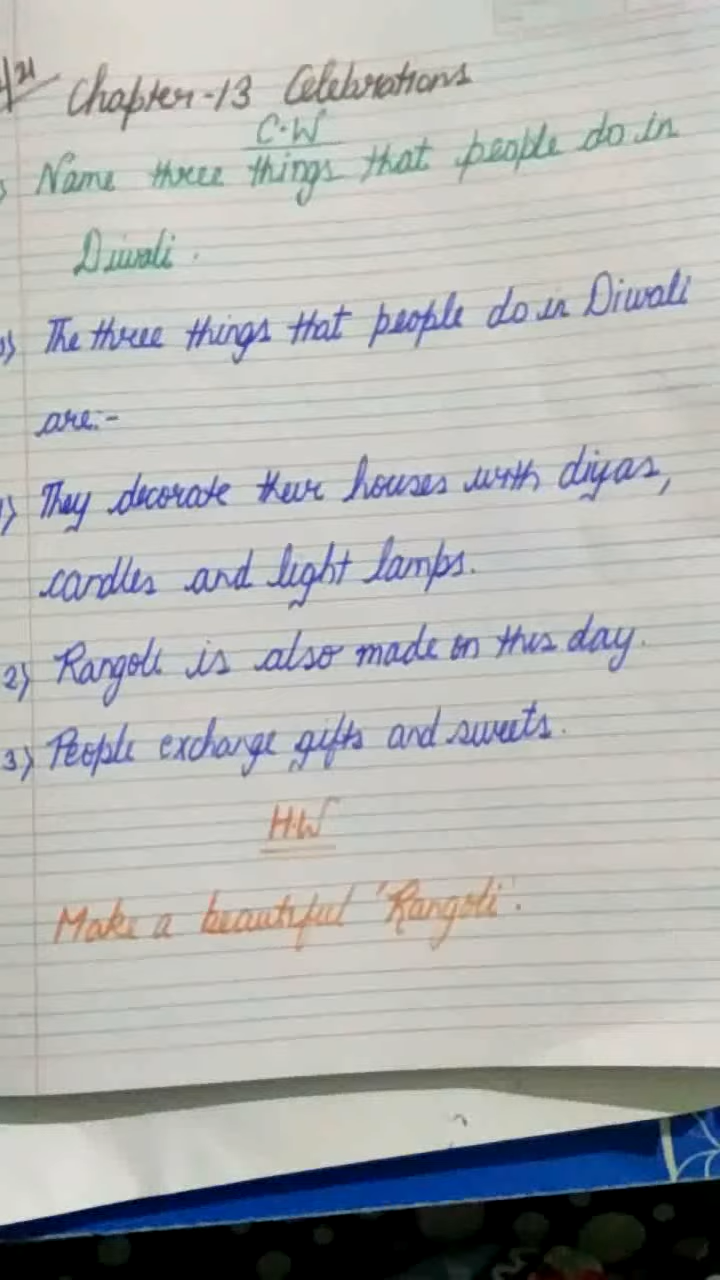 Chapter-13 Celebrations
C.W
Name three things that people do in
Diwali.
The three things that people do in Diwali
are:-
1) They decorate their houses with diyas,
candles and light lamps.
2) Rangoli is also made on this day.
3) People exchange gifts and sweets.
H.W
Make a beautiful 'Rangoli'.